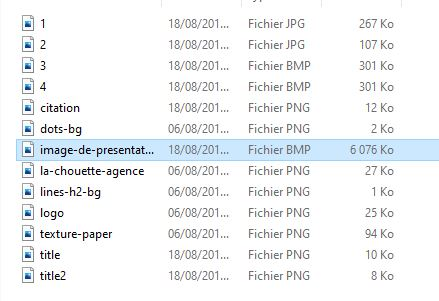 1 18/08/201... Fichier JPG 267 Ko
2 18/08/201... Fichier JPG 107 Ko
3 18/08/201... Fichier BMP 301 Ko
4 18/08/201... Fichier BMP 301 Ko
citation 18/08/201... Fichier PNG 12 Ko
dots-bg 06/08/201... Fichier PNG 2 Ko
image-de-presentat... 18/08/201... Fichier BMP 6 076 Ko
la-chouette-agence 06/08/201... Fichier PNG 27 Ko
lines-h2-bg 06/08/201... Fichier PNG 1 Ko
logo 06/08/201... Fichier PNG 25 Ko
texture-paper 06/08/201... Fichier PNG 94 Ko
title 18/08/201... Fichier PNG 10 Ko
title2 18/08/201... Fichier PNG 8 Ko